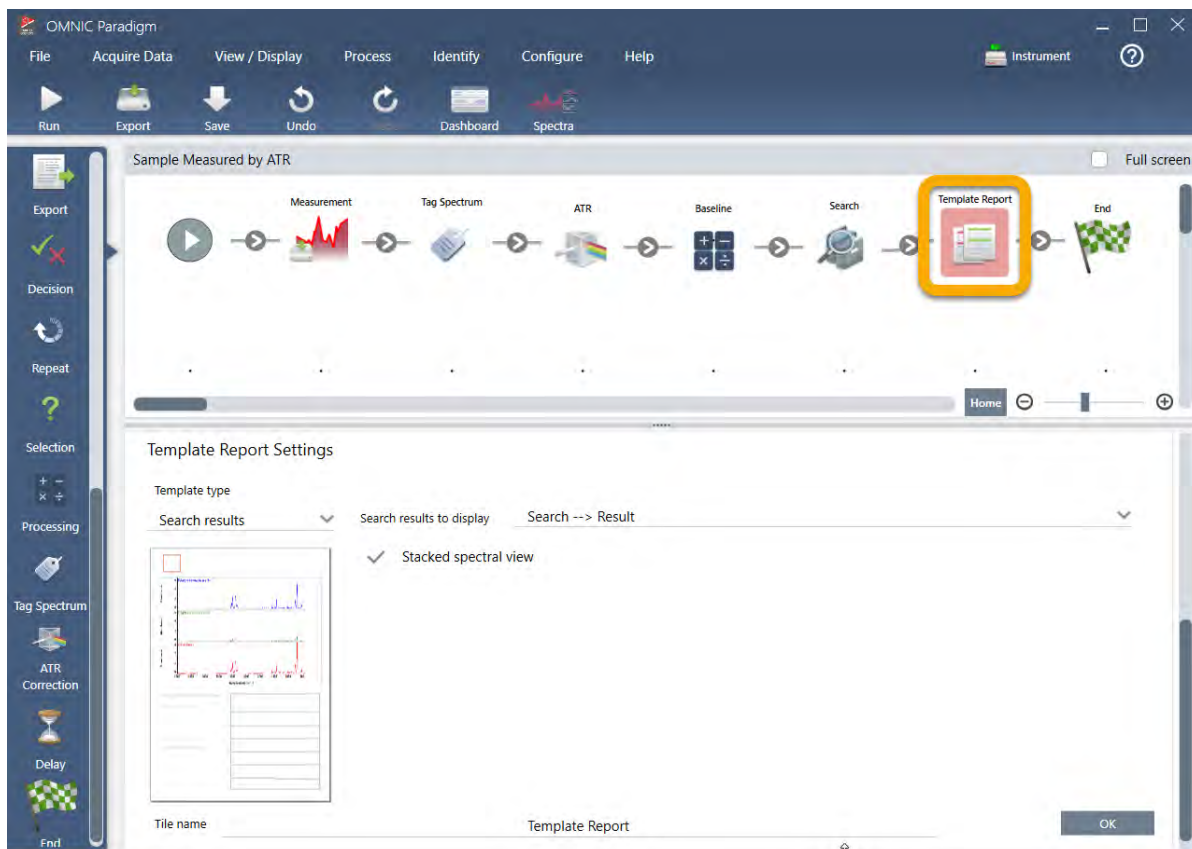 OMNIC Paradigm
File Acquire Data View / Display Process Identify Configure Help Instrument
Run Export Save Undo Dashboard Spectra
Sample Measured by ATR Full screen
Export
Decision
Repeat
Selection
Processing
Tag Spectrum
ATR
Correction
Delay
End
Measurement Tag Spectrum ATR Baseline Search Template Report End
Home
Template Report Settings
Template type
Search results Search results to display Search --> Result
Stacked spectral view
Tile name Template Report OK